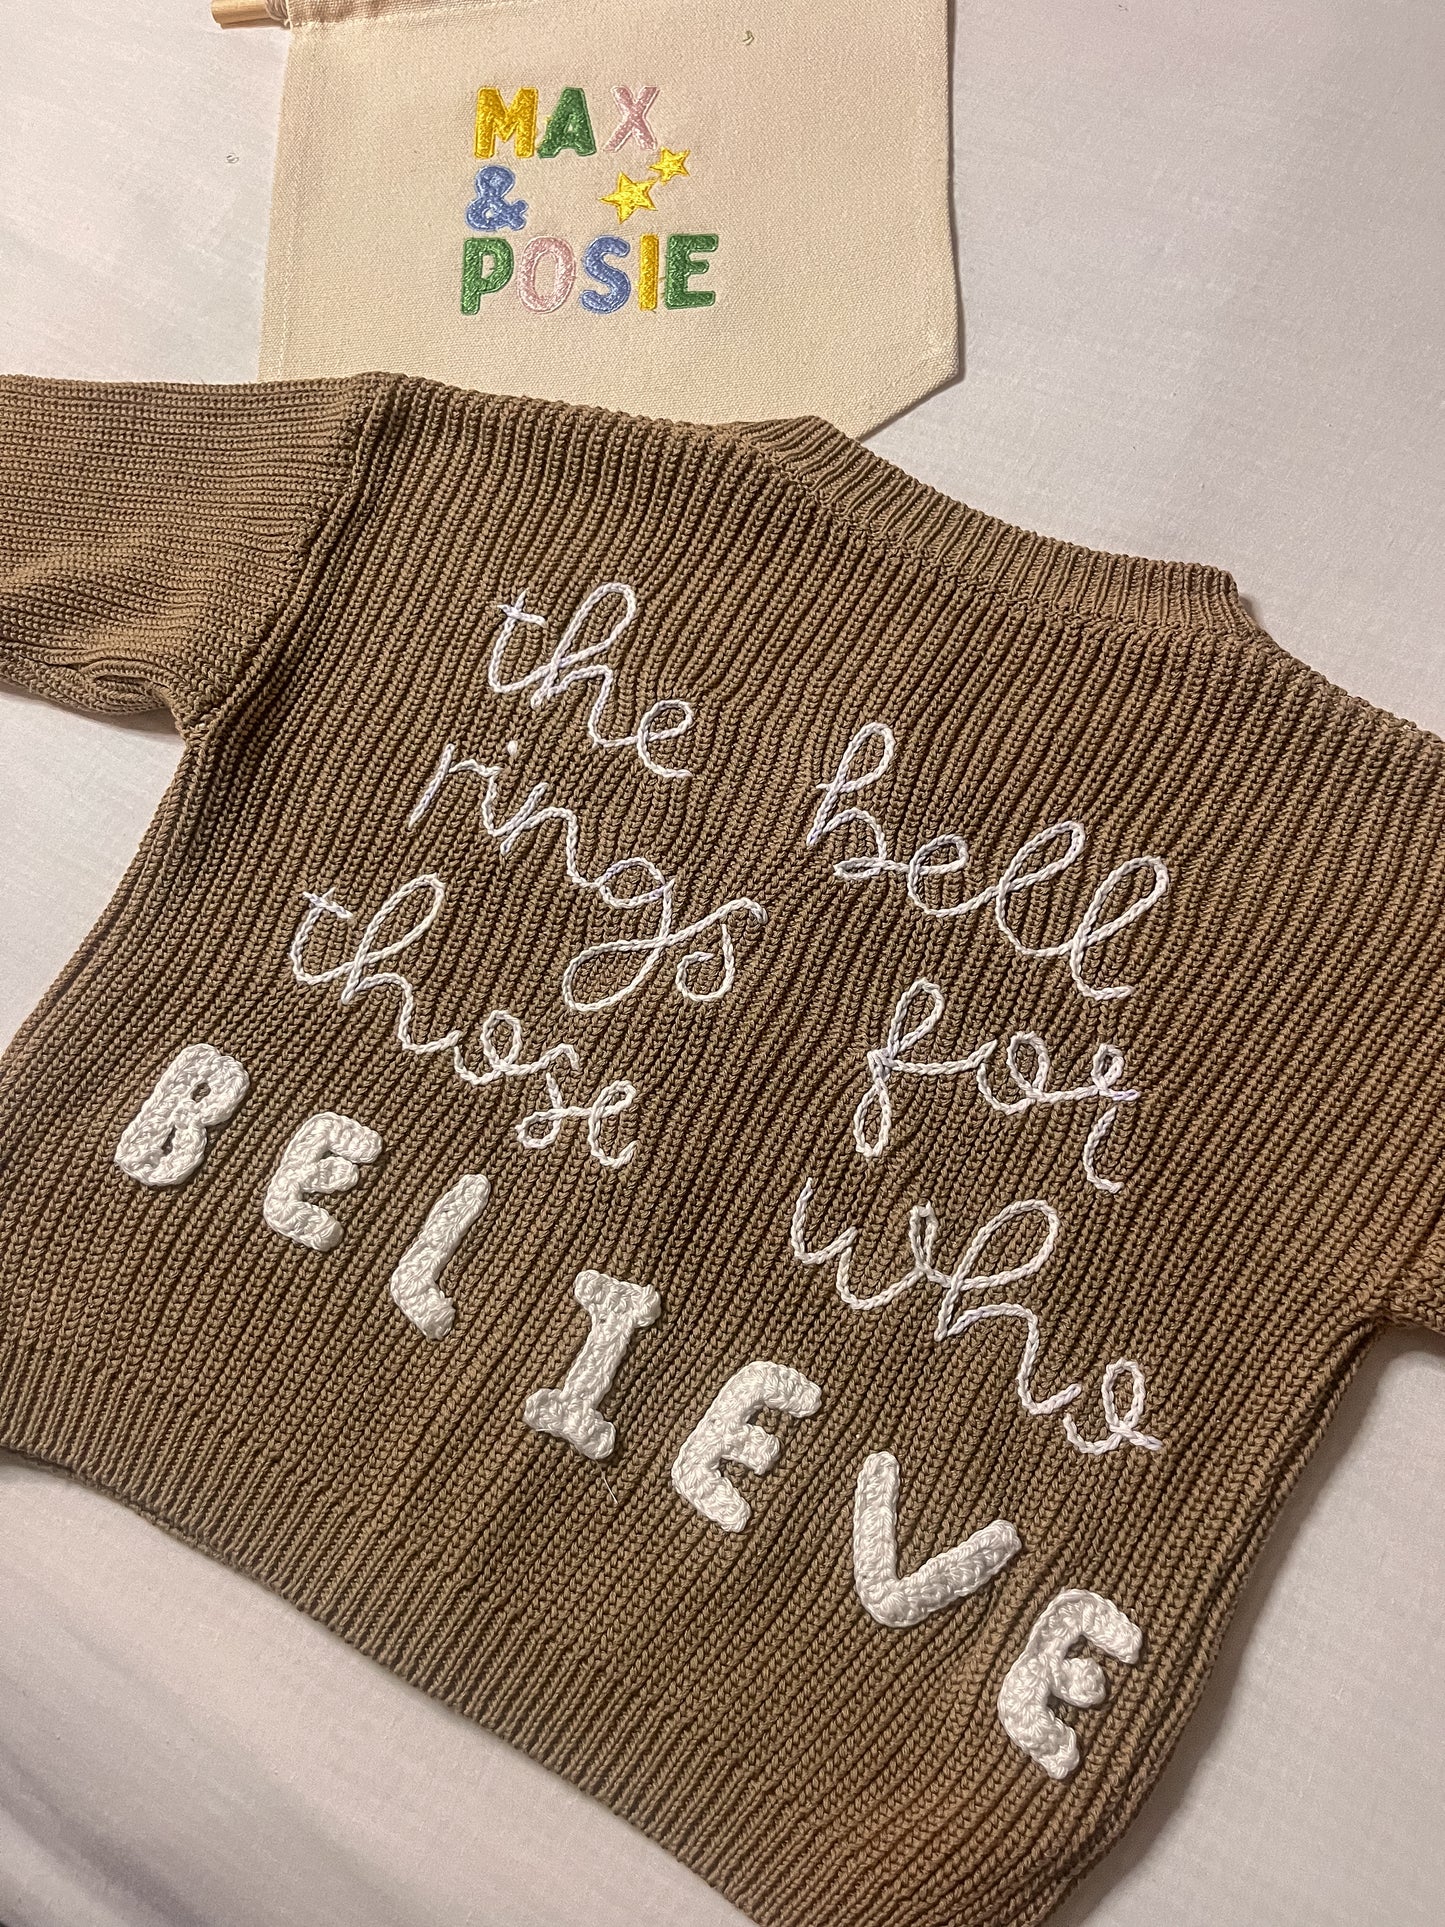 MAX
&
POSIE
the bell
rings for
those who
BELIEVE